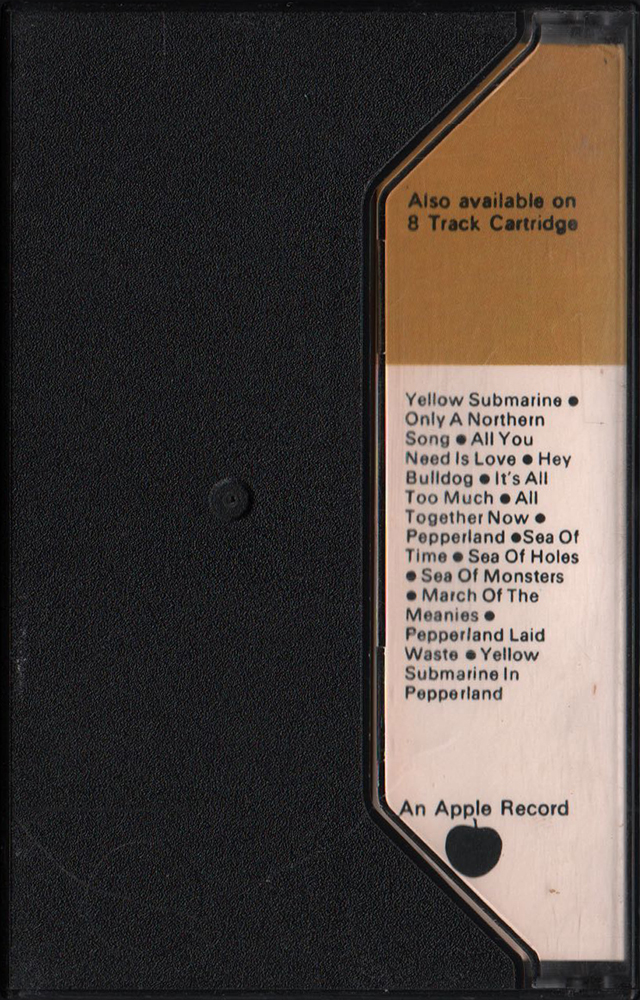 Also available on
8 Track Cartridge
Yellow Submarine ●
Only A Northern
Song ● All You
Need Is Love ● Hey
Bulldog ● It's All
Too Much ● All
Together Now ●
Pepperland ●Sea Of
Time ● Sea Of Holes
● Sea Of Monsters
● March Of The
Meanies ●
Pepperland Laid
Waste ● Yellow
Submarine In
Pepperland
An Apple Record